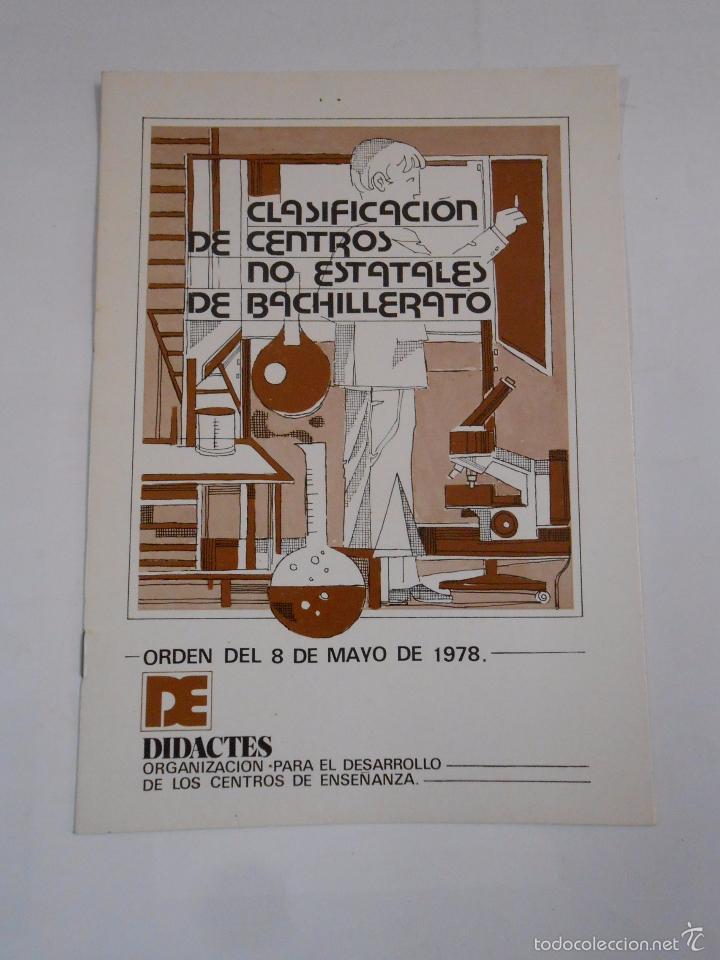 CLASIFICACIÓN
DE CENTROS
NO ESTATALES
DE BACHILLERATO
ORDEN DEL 8 DE MAYO DE 1978.
DE
DIDACTES
ORGANIZACION PARA EL DESARROLLO
DE LOS CENTROS DE ENSEÑANZA.
todocoleccion.net